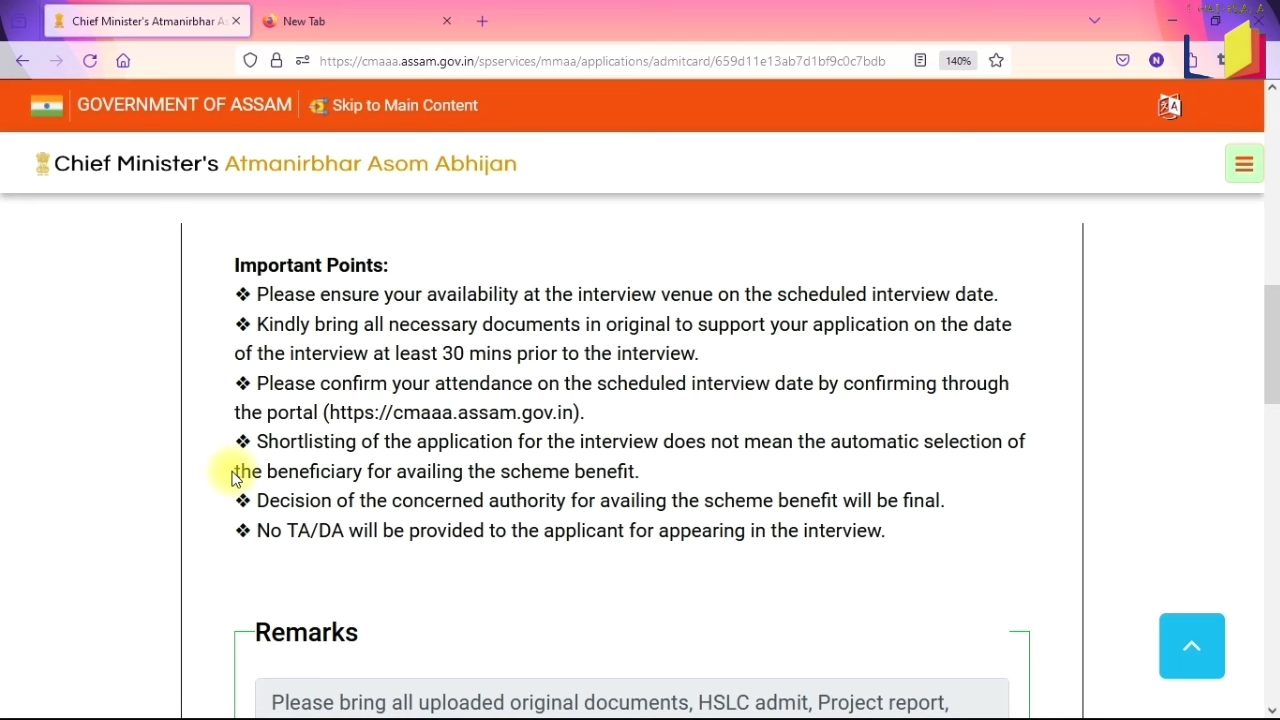 Chief Minister's Atmanirbhar As
New Tab
https://cmaaa.assam.gov.in/spservices/mmaa/applications/admitcard/659d11e13ab7d1bf9c0c7bdb
140%
N
GOVERNMENT OF ASSAM
Skip to Main Content
Chief Minister's Atmanirbhar Asom Abhijan
Important Points:
❖ Please ensure your availability at the interview venue on the scheduled interview date.
❖ Kindly bring all necessary documents in original to support your application on the date
of the interview at least 30 mins prior to the interview.
❖ Please confirm your attendance on the scheduled interview date by confirming through
the portal (https://cmaaa.assam.gov.in).
❖ Shortlisting of the application for the interview does not mean the automatic selection of
the beneficiary for availing the scheme benefit.
❖ Decision of the concerned authority for availing the scheme benefit will be final.
❖ No TA/DA will be provided to the applicant for appearing in the interview.
Remarks
Please bring all uploaded original documents, HSLC admit, Project report,